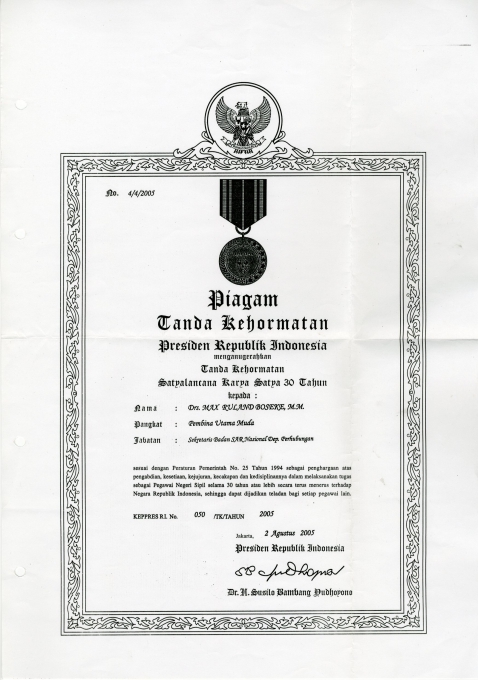 No. 4/4/2005
Piagam
Tanda Kehormatan
Presiden Republik Indonesia
menganugerahkan
Tanda Kehormatan
Satyalancana Karya Satya 30 Tahun
kepada :
Nama : Drs. MAX RULAND BOSEKE, M.M.
Pangkat : Pembina Utama Muda
Jabatan : Sekretaris Badan SAR Nasional Dep. Perhubungan
sesuai dengan Peraturan Pemerintah No. 25 Tahun 1994 sebagai penghargaan atas
pengabdian, kesetiaan, kejujuran, kecakapan dan kedisiplinannya dalam melaksanakan tugas
sebagai Pegawai Negeri Sipil selama 30 tahun atau lebih secara terus menerus terhadap
Negara Republik Indonesia, sehingga dapat dijadikan teladan bagi setiap pegawai lain.
KEPPRES R.I. No. 050 /TK/TAHUN 2005
Jakarta, 2 Agustus 2005
Presiden Republik Indonesia
Dr. H. Susilo Bambang Yudhoyono